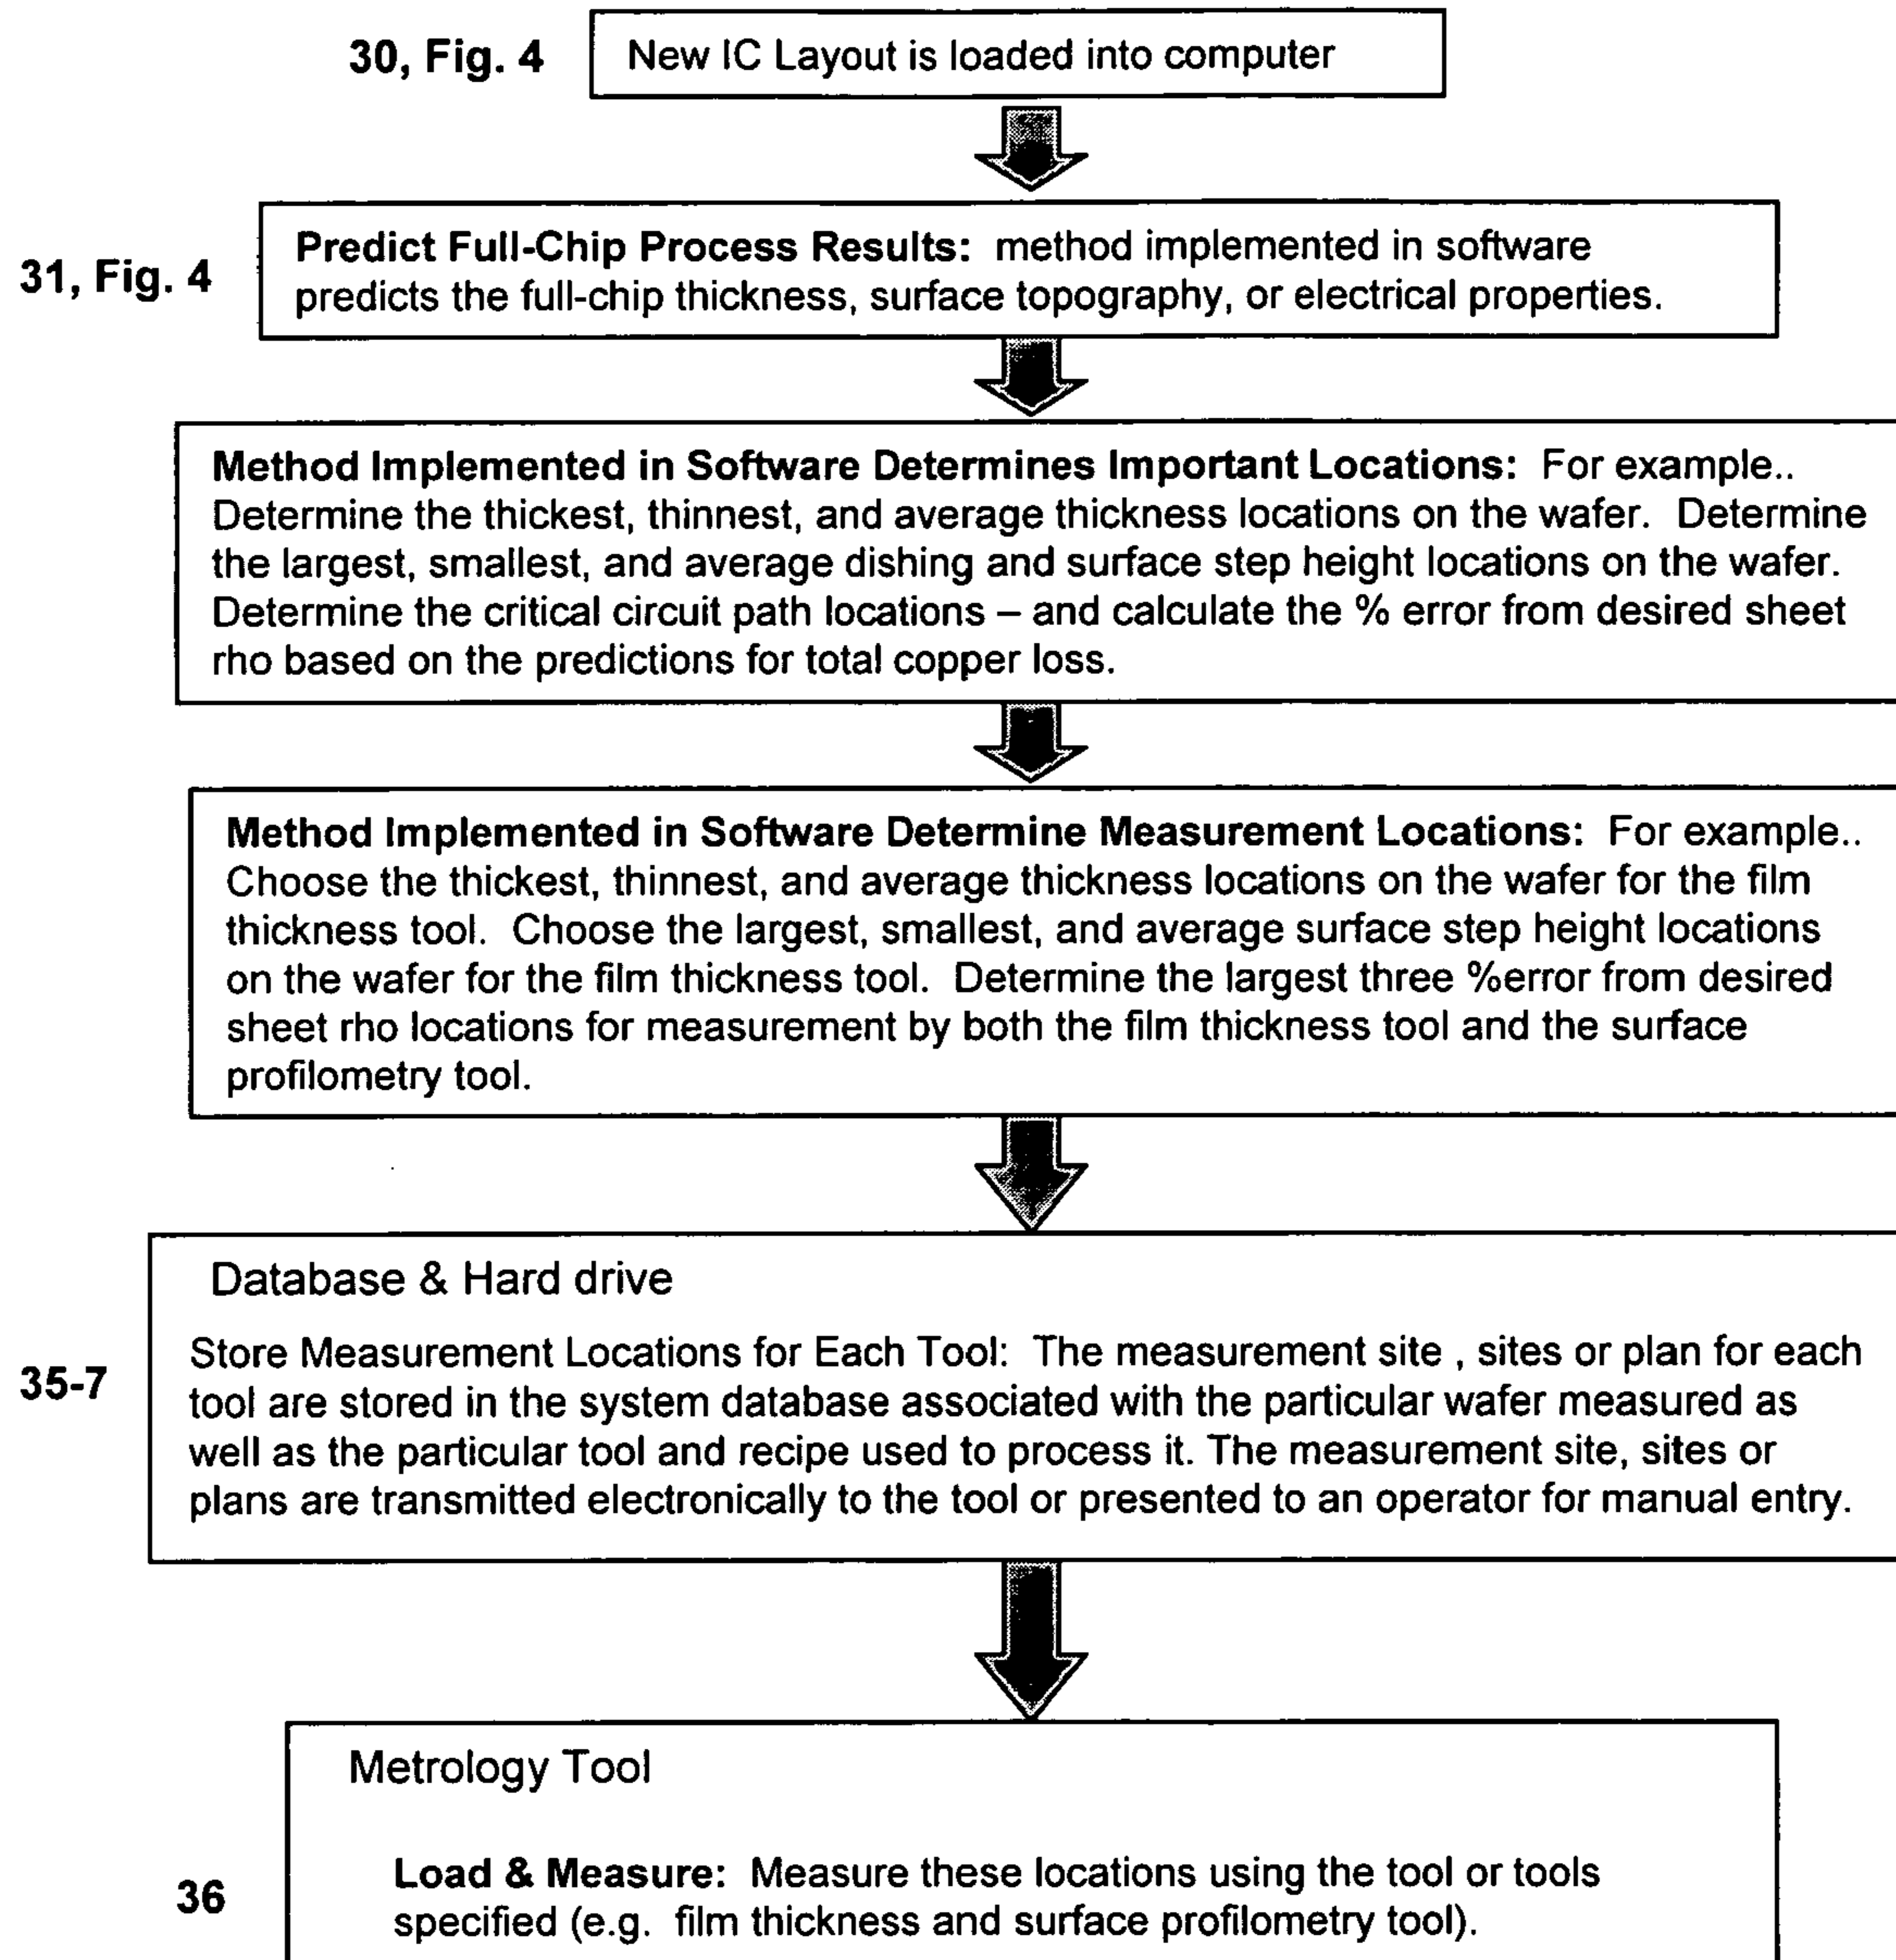 30, Fig. 4
New IC Layout is loaded into computer
31, Fig. 4
Predict Full-Chip Process Results: method implemented in software
predicts the full-chip thickness, surface topography, or electrical properties.
Method Implemented in Software Determines Important Locations: For example..
Determine the thickest, thinnest, and average thickness locations on the wafer. Determine
the largest, smallest, and average dishing and surface step height locations on the wafer.
Determine the critical circuit path locations – and calculate the % error from desired sheet
rho based on the predictions for total copper loss.
Method Implemented in Software Determine Measurement Locations: For example..
Choose the thickest, thinnest, and average thickness locations on the wafer for the film
thickness tool. Choose the largest, smallest, and average surface step height locations
on the wafer for the film thickness tool. Determine the largest three %error from desired
sheet rho locations for measurement by both the film thickness tool and the surface
profilometry tool.
Database & Hard drive
35-7
Store Measurement Locations for Each Tool: The measurement site , sites or plan for each
tool are stored in the system database associated with the particular wafer measured as
well as the particular tool and recipe used to process it. The measurement site, sites or
plans are transmitted electronically to the tool or presented to an operator for manual entry.
Metrology Tool
36
Load & Measure: Measure these locations using the tool or tools
specified (e.g. film thickness and surface profilometry tool).